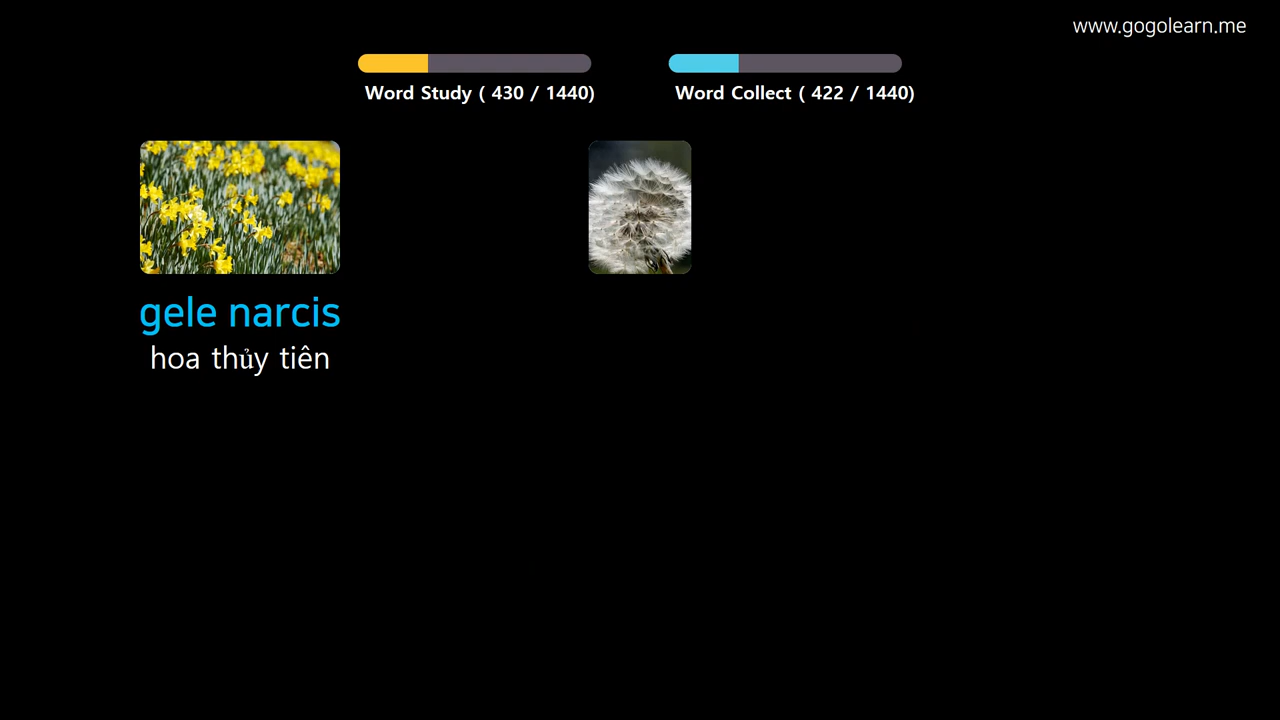 www.gogolearn.me
Word Study ( 430 / 1440)
Word Collect ( 422 / 1440)
gele narcis
hoa thủy tiên